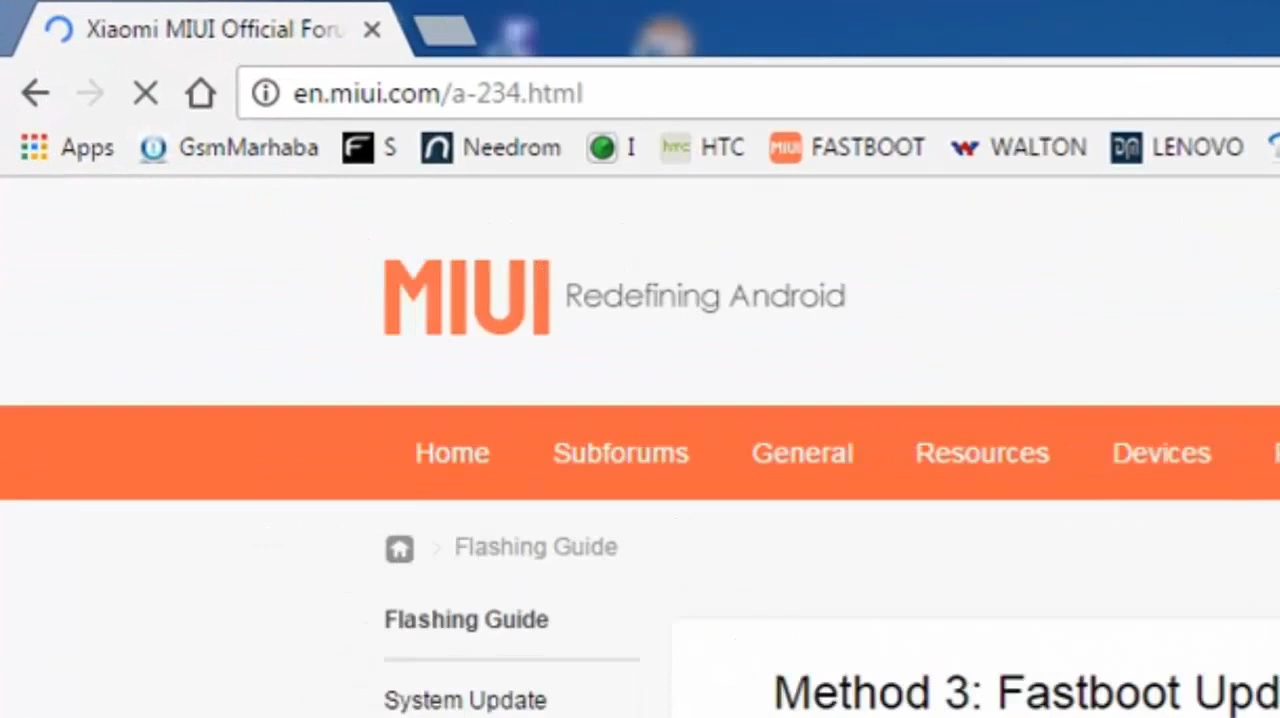 Xiaomi MIUI Official Foru
en.miui.com/a-234.html
Apps GsmMarhaba S Needrom I HTC FASTBOOT WALTON LENOVO
MIUI Redefining Android
Home Subforums General Resources Devices
Flashing Guide
Flashing Guide
Method 3: Fastboot Upd
System Update